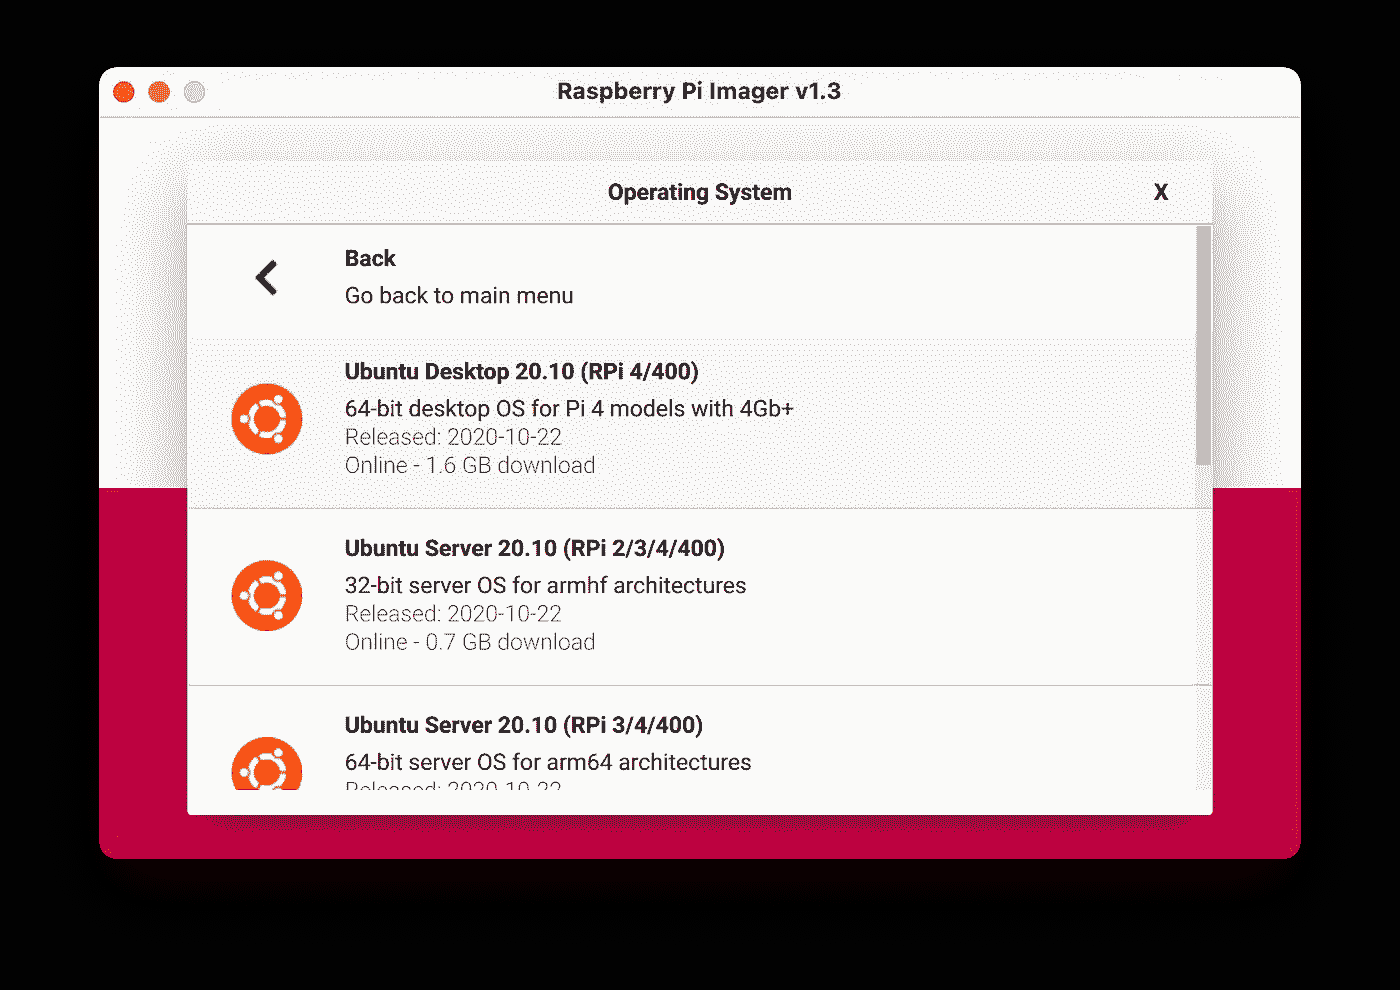 Raspberry Pi Imager v1.3
Operating System
X
Back
Go back to main menu
Ubuntu Desktop 20.10 (RPi 4/400)
64-bit desktop OS for Pi 4 models with 4Gb+
Released: 2020-10-22
Online - 1.6 GB download
Ubuntu Server 20.10 (RPi 2/3/4/400)
32-bit server OS for armhf architectures
Released: 2020-10-22
Online - 0.7 GB download
Ubuntu Server 20.10 (RPi 3/4/400)
64-bit server OS for arm64 architectures
Released: 2020-10-22